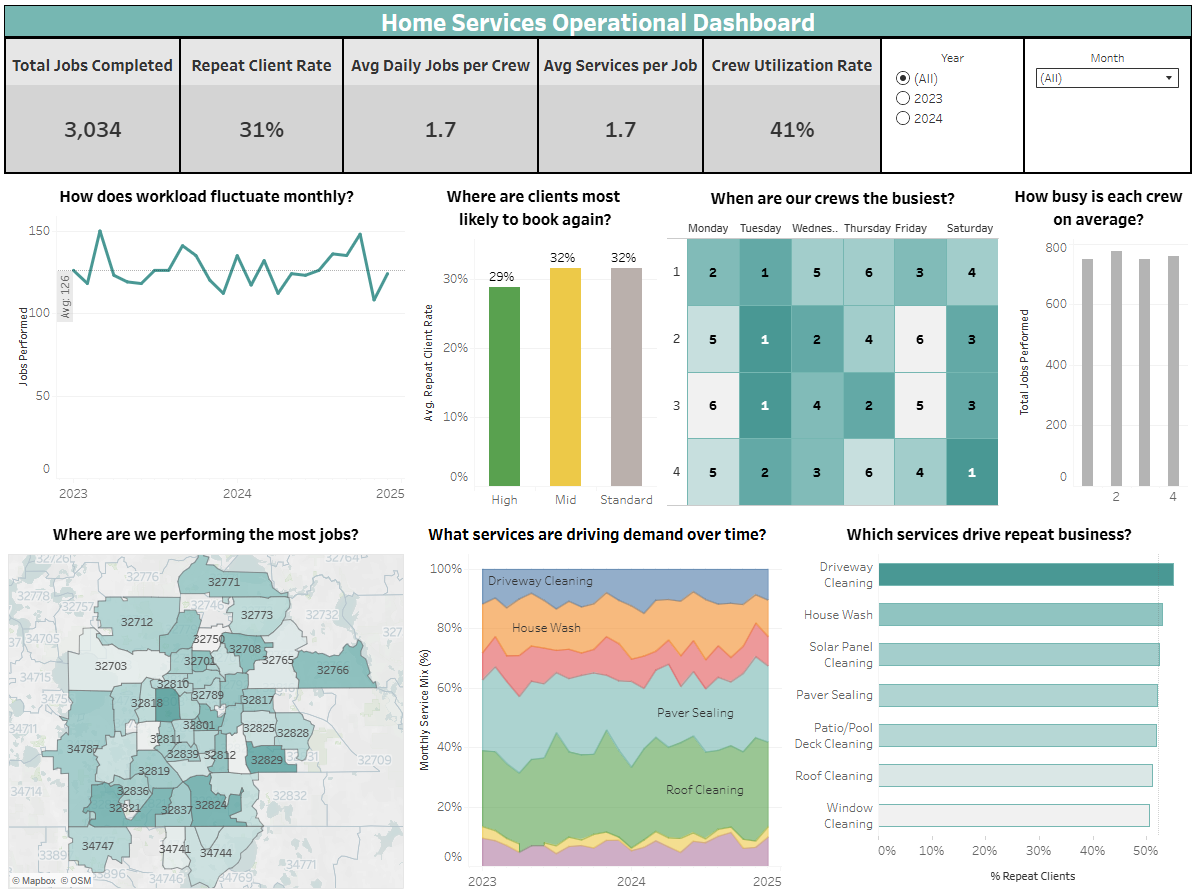 Home Services Operational Dashboard
Total Jobs Completed
3,034
Repeat Client Rate
31%
Avg Daily Jobs per Crew
1.7
Avg Services per Job
1.7
Crew Utilization Rate
41%
Year
(All)
2023
2024
Month
(All)
How does workload fluctuate monthly?
150
100
50
0
Jobs Performed
Avg: 126
2023 2024 2025
Where are clients most
likely to book again?
30%
20%
10%
0%
Avg. Repeat Client Rate
29% 32% 32%
High Mid Standard
When are our crews the busiest?
Monday Tuesday Wednes.. Thursday Friday Saturday
1 2 1 5 6 3 4
2 5 1 2 4 6 3
3 6 1 4 2 5 3
4 5 2 3 6 4 1
How busy is each crew
on average?
800
600
400
200
0
Total Jobs Performed
2 4
Where are we performing the most jobs?
32764
32776
32771
32778
32757
32746
32773
32732
32712
34705
32750
32708
32703
32701
32765
32766
34715
32810
32789
32818
32817
34711
32801
32825
32828
32811
34787
32839
32812
32829
32709
32819
34714
32836
32821
32837
32824
32832
34747
34741
34744
34746
34769
34771
© Mapbox © OSM
What services are driving demand over time?
100%
80%
60%
40%
20%
0%
Monthly Service Mix (%)
Driveway Cleaning
House Wash
Paver Sealing
Roof Cleaning
2023 2024 2025
Which services drive repeat business?
Driveway
Cleaning
House Wash
Solar Panel
Cleaning
Paver Sealing
Patio/Pool
Deck Cleaning
Roof Cleaning
Window
Cleaning
0% 10% 20% 30% 40% 50%
% Repeat Clients